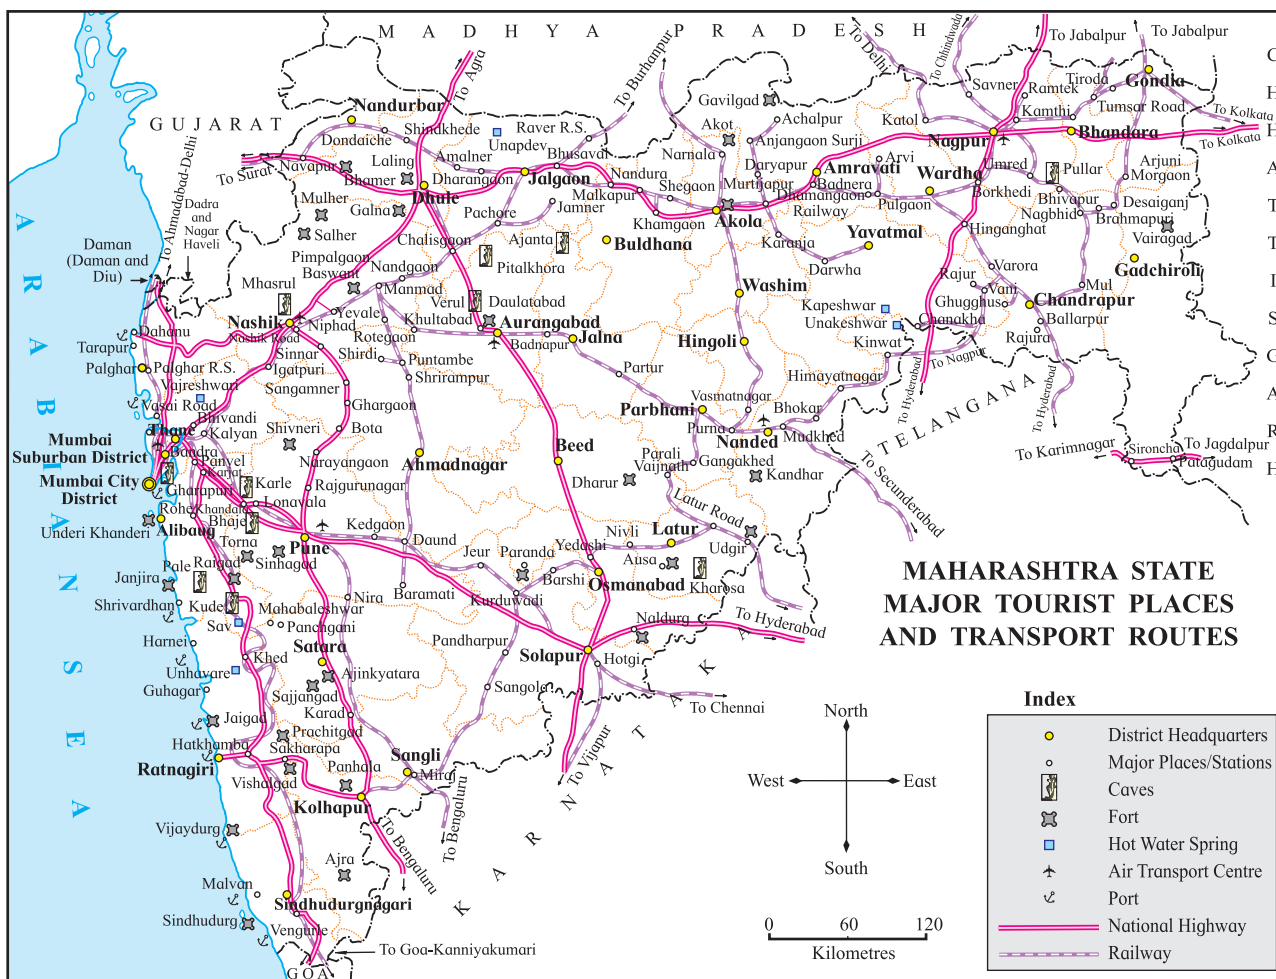 MADHYA PRADESH
CHHATTISGARH
GUJARAT
TELANGANA
KARNATAKA
GOA
ARABIAN SEA
To Agra
To Burhanpur
To Delhi
To Chhindwada
To Jabalpur
To Jabalpur
To Kolkata
To Kolkata
Nandurbar
Shindkhede
Dondaiche
Navapur
To Surat
Unapdev
Raver R.S.
Bhusaval
Amalner
Laling
Bhamer
Dharangaon
Dhule
Jalgaon
Mulher
Galna
Salher
Pachore
Jamner
Chalisgaon
Ajanta
Pitalkhora
Buldhana
Malkapur
Nandura
Shegaon
Khamgaon
Akola
Gavilgad
Akot
Narnala
Achalpur
Anjangaon Surji
Daryapur
Murtijapur
Amravati
Badnera
Dhamangaon
Railway
Arvi
Pulgaon
Wardha
Katol
Savner
Ramtek
Kamthi
Nagpur
Tiroda
Gondia
Tumsar Road
Bhandara
Umred
Pullar
Arjuni
Morgaon
Borkhedi
Bhivapur
Nagbhid
Desaiganj
Brahmapuri
Vairagad
Gadchiroli
Hinganghat
Yavatmal
Karanja
Darwha
Washim
Hingoli
Kapeshwar
Unakeshwar
Kinwat
Rajur
Varora
Vani
Ghugghus
Chanakha
Mul
Chandrapur
Ballarpur
Rajura
To Nagpur
To Hyderabad
To Hyderabad
To Karimnagar
Sironcha
To Jagdalpur
Patagudam
To Ahmadabad-Delhi
Dadra
and
Nagar
Haveli
Daman
(Daman and
Diu)
Pimpalgaon
Baswant
Nandgaon
Manmad
Mhasrul
Nashik
Nashik Road
Niphad
Yevale
Rotegaon
Verul
Daulatabad
Khultabad
Aurangabad
Badnapur
Jalna
Partur
Dahanu
Tarapur
Palghar
Palghar R.S.
Vajreshwari
Vasai Road
Sinnar
Igatpuri
Sangamner
Shirdi
Puntambe
Shrirampur
Ghargaon
Bota
Shivneri
Narayangaon
Rajgurunagar
Ahmadnagar
Beed
Parbhani
Vasmatnagar
Purna
Nanded
Himayatnagar
Bhokar
Mudkhed
Kandhar
To Secunderabad
Parali
Vaijnath
Gangakhed
Dharur
Thane
Bhivandi
Kalyan
Mumbai
Suburban District
Bandra
Mumbai City
District
Panvel
Karjat
Gharapuri
Karle
Lonavala
Rohe
Khandala
Bhaje
Underi Khanderi
Alibaug
Pune
Torna
Sinhagad
Kedgaon
Daund
Jeur
Paranda
Barshi
Yedashi
Nivli
Latur
Latur Road
Udgir
Ausa
Kharosa
Osmanabad
Baramati
Kurduwadi
Nira
Pale
Raigad
Janjira
Shrivardhan
Kude
Mahabaleshwar
Panchgani
Sav
Harnei
Khed
Unhavare
Guhagar
Satara
Ajinkyatara
Sajjangad
Karad
Pandharpur
Sangole
Solapur
Hotgi
Naldurg
To Hyderabad
To Chennai
To Vijapur
Jaigad
Prachitgad
Hatkhamba
Sakharapa
Ratnagiri
Vishalgad
Panhala
Sangli
Miraj
Kolhapur
To Bengaluru
To Bengaluru
Vijaydurg
Ajra
Malvan
Sindhudurgnagari
Sindhudurg
Vengurle
To Goa-Kanniyakumari
MAHARASHTRA STATE
MAJOR TOURIST PLACES
AND TRANSPORT ROUTES
North
West
East
South
0 60 120
Kilometres
Index
District Headquarters
Major Places/Stations
Caves
Fort
Hot Water Spring
Air Transport Centre
Port
National Highway
Railway